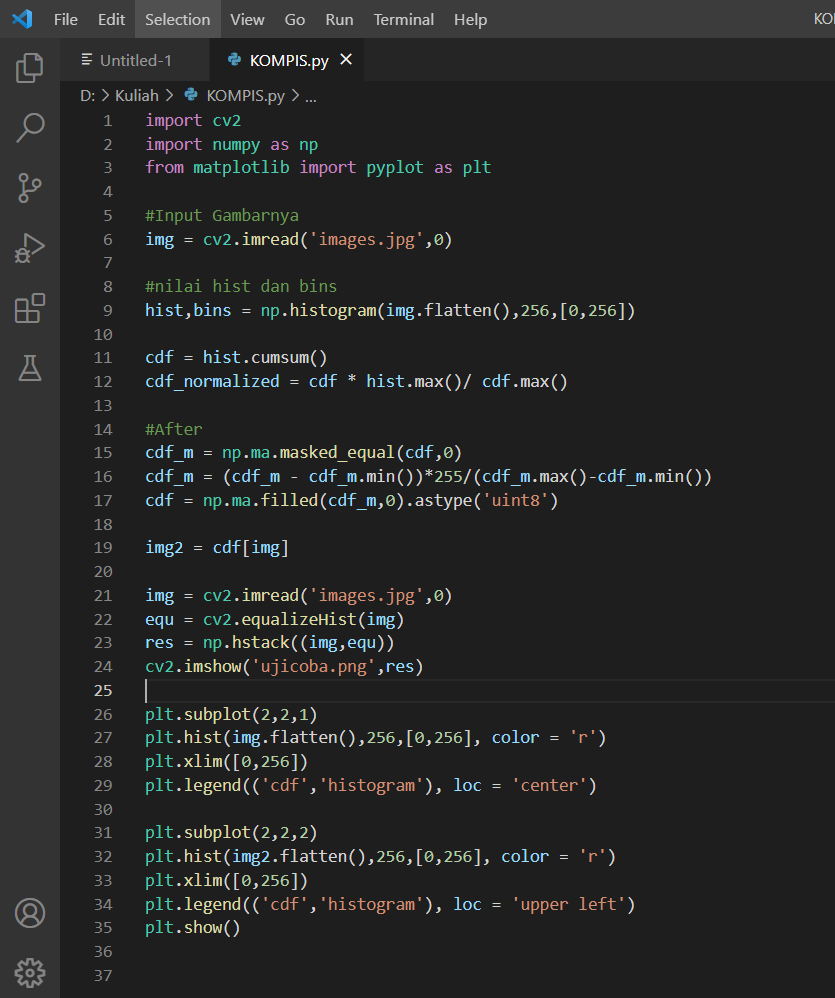 File Edit Selection View Go Run Terminal Help KO
Untitled-1 KOMPIS.py
D: > Kuliah > KOMPIS.py > ...
1 import cv2
2 import numpy as np
3 from matplotlib import pyplot as plt
4
5 #Input Gambarnya
6 img = cv2.imread('images.jpg',0)
7
8 #nilai hist dan bins
9 hist,bins = np.histogram(img.flatten(),256,[0,256])
10
11 cdf = hist.cumsum()
12 cdf_normalized = cdf * hist.max()/ cdf.max()
13
14 #After
15 cdf_m = np.ma.masked_equal(cdf,0)
16 cdf_m = (cdf_m - cdf_m.min())*255/(cdf_m.max()-cdf_m.min())
17 cdf = np.ma.filled(cdf_m,0).astype('uint8')
18
19 img2 = cdf[img]
20
21 img = cv2.imread('images.jpg',0)
22 equ = cv2.equalizeHist(img)
23 res = np.hstack((img,equ))
24 cv2.imshow('ujicoba.png',res)
25
26 plt.subplot(2,2,1)
27 plt.hist(img.flatten(),256,[0,256], color = 'r')
28 plt.xlim([0,256])
29 plt.legend(('cdf','histogram'), loc = 'center')
30
31 plt.subplot(2,2,2)
32 plt.hist(img2.flatten(),256,[0,256], color = 'r')
33 plt.xlim([0,256])
34 plt.legend(('cdf','histogram'), loc = 'upper left')
35 plt.show()
36
37